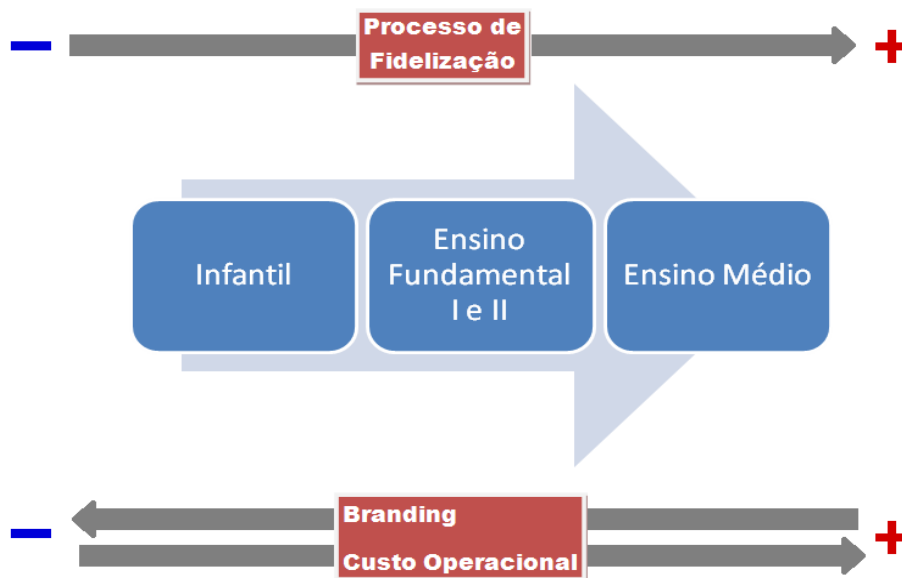 Processo de
Fidelização
Infantil
Ensino
Fundamental
I e II
Ensino Médio
Branding
Custo Operacional